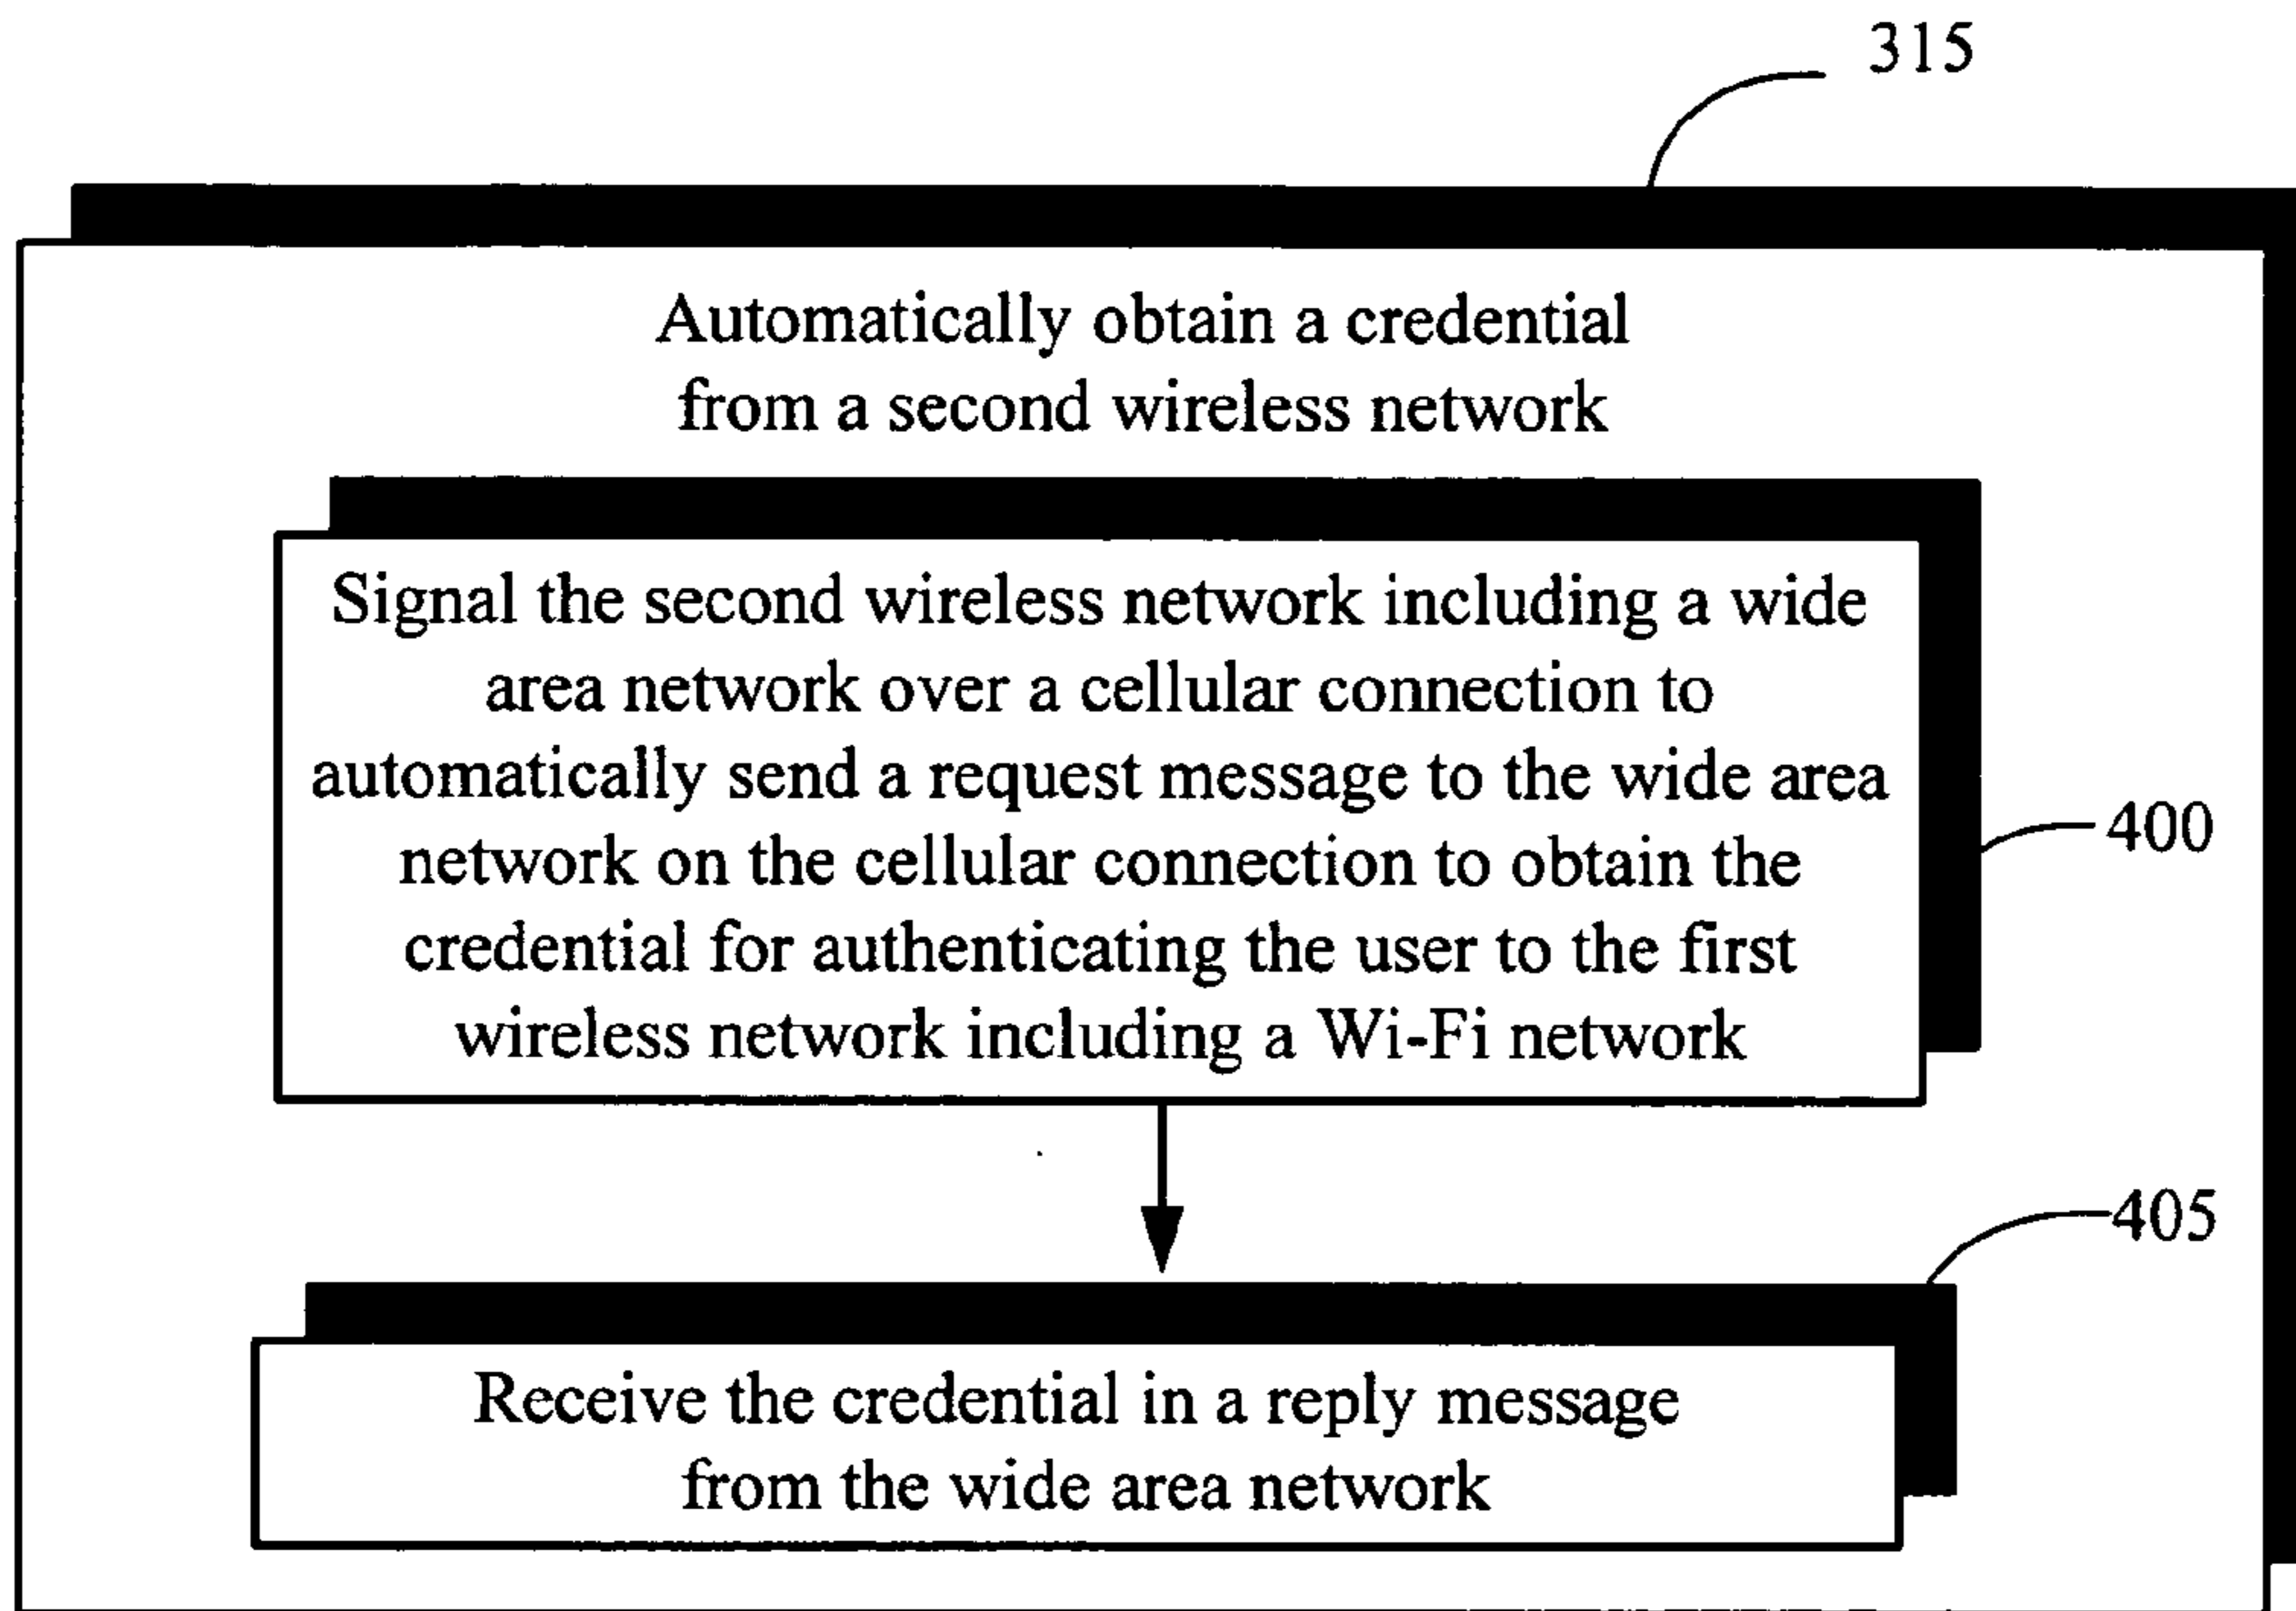 315
Automatically obtain a credential
from a second wireless network
Signal the second wireless network including a wide
area network over a cellular connection to
automatically send a request message to the wide area
network on the cellular connection to obtain the
credential for authenticating the user to the first
wireless network including a Wi-Fi network
400
405
Receive the credential in a reply message
from the wide area network